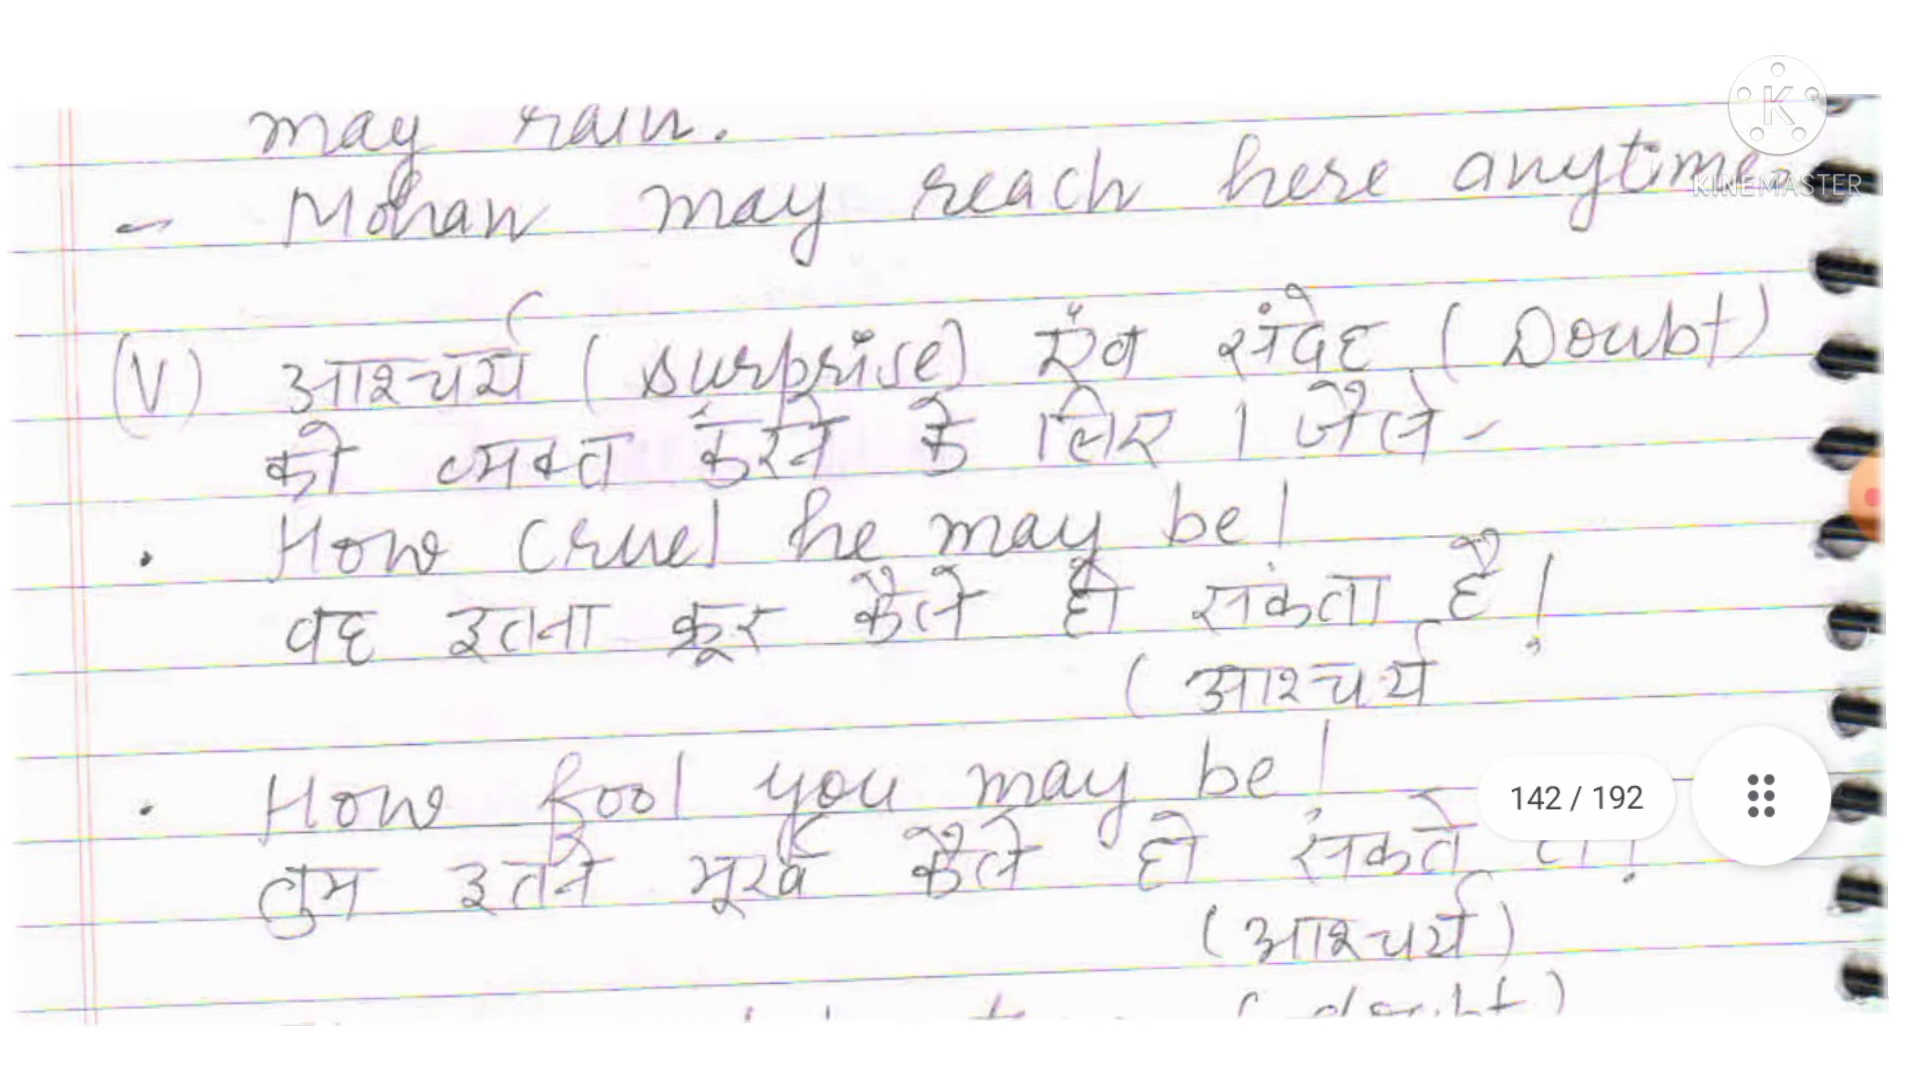 may rain.
- Mohan may reach here anytime
KINEMASTER
(V) आश्चर्य (surprise) एंव संदेह (Doubt)
को व्यक्त करने के लिए । जैसे -
. How cruel he may be!
वह इतना क्रूर कैसे हो सकता है!
(आश्चर्य
. How fool you may be!
142 / 192
तुम इतने मूर्ख कैसे हो सकते
(आश्चर्य)
(doubt)